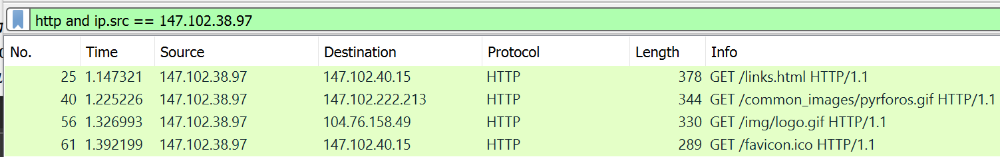 http and ip.src == 147.102.38.97
No. Time Source Destination Protocol Length Info
25 1.147321 147.102.38.97 147.102.40.15 HTTP 378 GET /links.html HTTP/1.1
40 1.225226 147.102.38.97 147.102.222.213 HTTP 344 GET /common_images/pyrforos.gif HTTP/1.1
56 1.326993 147.102.38.97 104.76.158.49 HTTP 330 GET /img/logo.gif HTTP/1.1
61 1.392199 147.102.38.97 147.102.40.15 HTTP 289 GET /favicon.ico HTTP/1.1